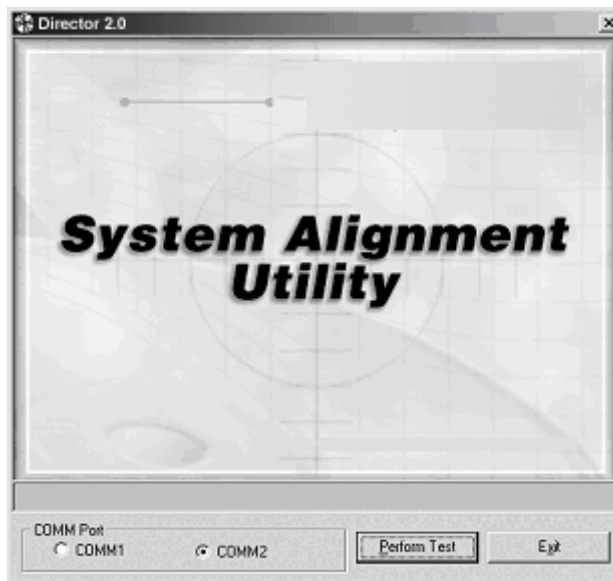 Director 2.0
System Alignment
Utility
COMM Port
COMM1 COMM2
Perform Test
Exit